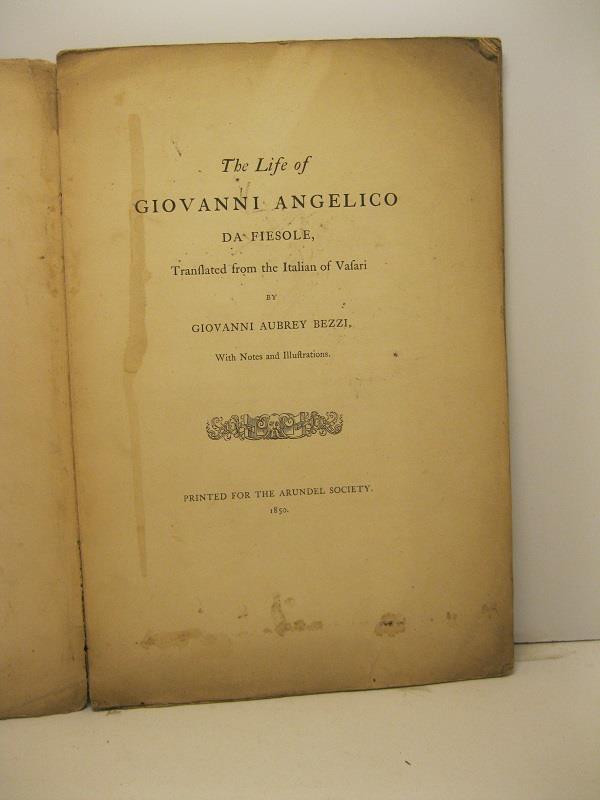 The Life of
GIOVANNI ANGELICO
DA FIESOLE,
Tranſlated from the Italian of Vaſari
BY
GIOVANNI AUBREY BEZZI,
With Notes and Illuſtrations.
PRINTED FOR THE ARUNDEL SOCIETY.
1850.